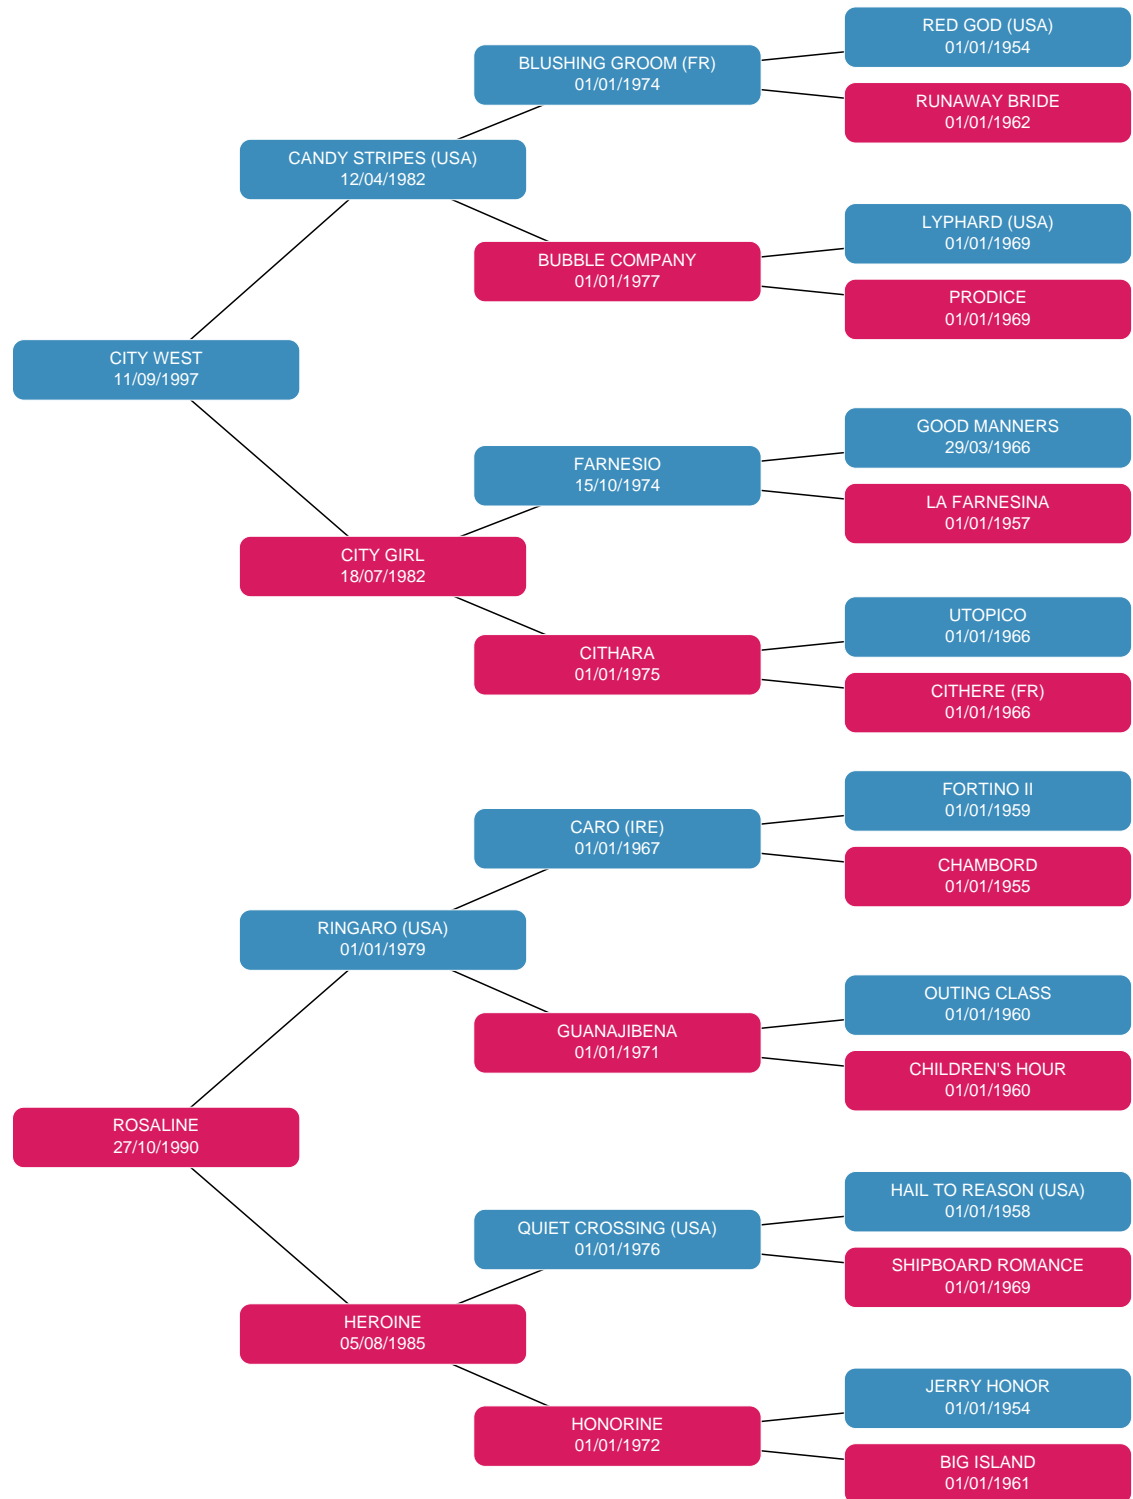 RED GOD (USA)
01/01/1954
BLUSHING GROOM (FR)
01/01/1974
RUNAWAY BRIDE
01/01/1962
CANDY STRIPES (USA)
12/04/1982
LYPHARD (USA)
01/01/1969
BUBBLE COMPANY
01/01/1977
PRODICE
01/01/1969
CITY WEST
11/09/1997
GOOD MANNERS
29/03/1966
FARNESIO
15/10/1974
LA FARNESINA
01/01/1957
CITY GIRL
18/07/1982
UTOPICO
01/01/1966
CITHARA
01/01/1975
CITHERE (FR)
01/01/1966
FORTINO II
01/01/1959
CARO (IRE)
01/01/1967
CHAMBORD
01/01/1955
RINGARO (USA)
01/01/1979
OUTING CLASS
01/01/1960
GUANAJIBENA
01/01/1971
CHILDREN'S HOUR
01/01/1960
ROSALINE
27/10/1990
HAIL TO REASON (USA)
01/01/1958
QUIET CROSSING (USA)
01/01/1976
SHIPBOARD ROMANCE
01/01/1969
HEROINE
05/08/1985
JERRY HONOR
01/01/1954
HONORINE
01/01/1972
BIG ISLAND
01/01/1961